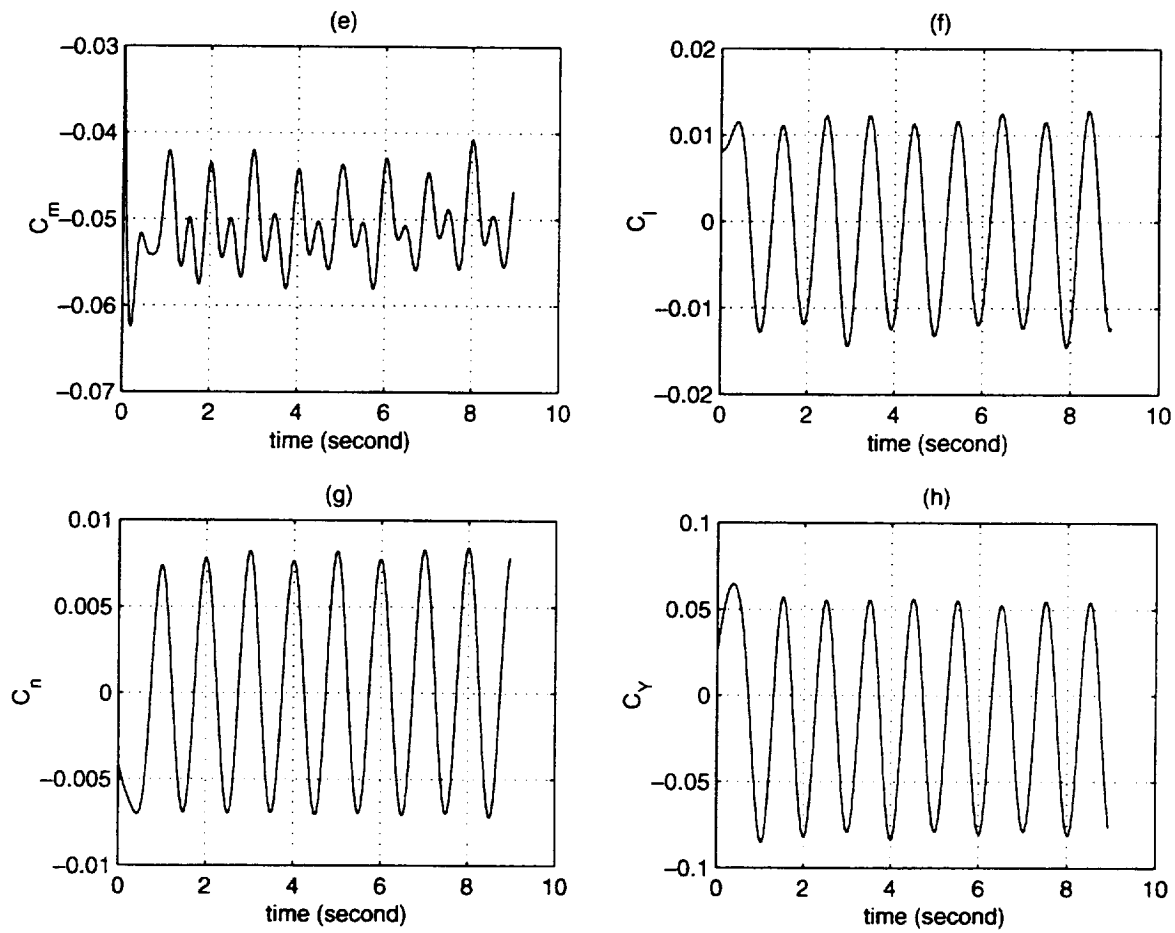 (e)
−0.03
−0.04
−0.05
−0.06
−0.07
C_m
0 2 4 6 8 10
time (second)
(f)
0.02
0.01
0
−0.01
−0.02
C_l
0 2 4 6 8 10
time (second)
(g)
0.01
0.005
0
−0.005
−0.01
C_n
0 2 4 6 8 10
time (second)
(h)
0.1
0.05
0
−0.05
−0.1
C_Y
0 2 4 6 8 10
time (second)